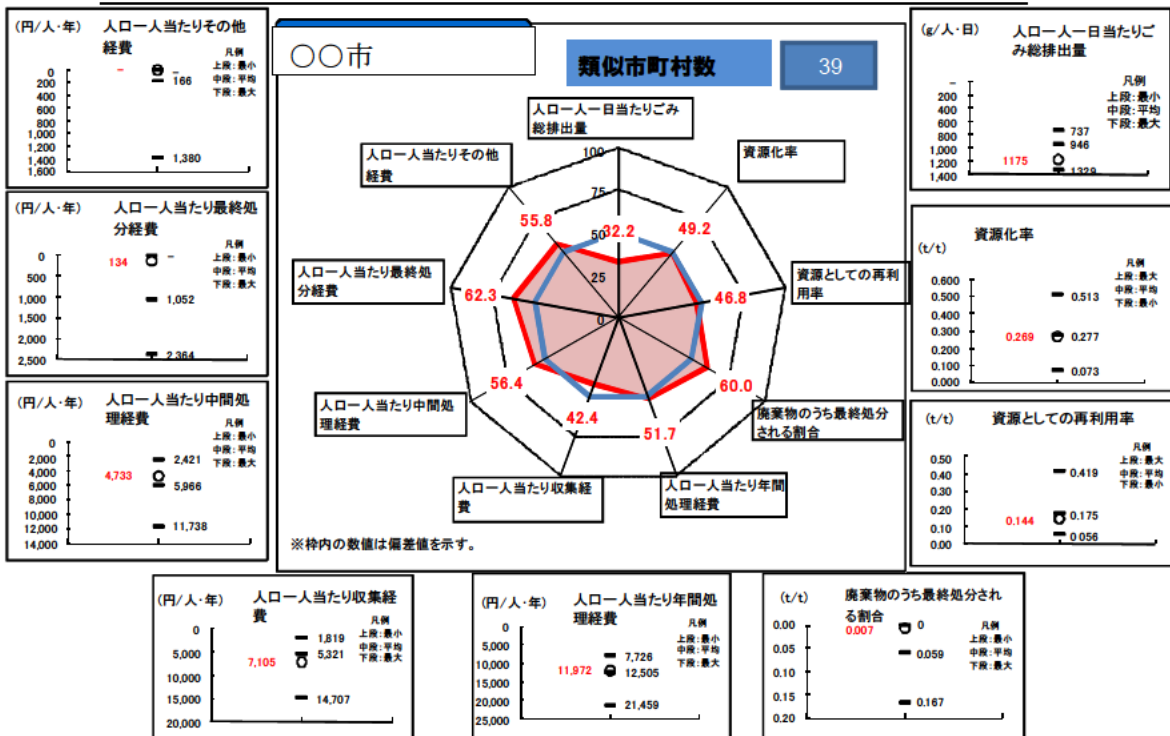 (円/人・年)
人口一人当たりその他
経費
凡例
上段:最小
中段:平均
下段:最大
0
200
400
600
800
1,000
1,200
1,400
1,600
–
–
166
1,380
(円/人・年)
人口一人当たり最終処
分経費
凡例
上段:最小
中段:平均
下段:最大
0
500
1,000
1,500
2,000
2,500
134
–
1,052
2,364
(円/人・年)
人口一人当たり中間処
理経費
凡例
上段:最小
中段:平均
下段:最大
2,000
4,000
6,000
8,000
10,000
12,000
14,000
4,733
2,421
5,966
11,738
〇〇市
類似市町村数
39
人口一人一日当たりごみ
総排出量
資源化率
資源としての再利
用率
廃棄物のうち最終処分
される割合
人口一人当たり年間
処理経費
人口一人当たり収集経
費
人口一人当たり中間処
理経費
人口一人当たり最終処
分経費
人口一人当たりその他
経費
100
75
50
25
0
32.2
49.2
46.8
60.0
51.7
42.4
56.4
62.3
55.8
※枠内の数値は偏差値を示す。
(g/人・日)
人口一人一日当たりご
み総排出量
凡例
上段:最小
中段:平均
下段:最大
–
200
400
600
800
1,000
1,200
1,400
1175
737
946
1329
(t/t)
資源化率
凡例
上段:最大
中段:平均
下段:最小
0.600
0.500
0.400
0.300
0.200
0.100
0.000
0.269
0.513
0.277
0.073
(t/t)
資源としての再利用率
凡例
上段:最大
中段:平均
下段:最小
0.50
0.40
0.30
0.20
0.10
0.00
0.144
0.419
0.175
0.056
(円/人・年)
人口一人当たり収集経
費
凡例
上段:最小
中段:平均
下段:最大
0
5,000
10,000
15,000
20,000
7,105
1,819
5,321
14,707
(円/人・年)
人口一人当たり年間処
理経費
凡例
上段:最小
中段:平均
下段:最大
0
5,000
10,000
15,000
20,000
25,000
11,972
7,726
12,505
21,459
(t/t)
廃棄物のうち最終処分され
る割合
凡例
上段:最小
中段:平均
下段:最大
0.00
0.05
0.10
0.15
0.20
0.007
0
0.059
0.167